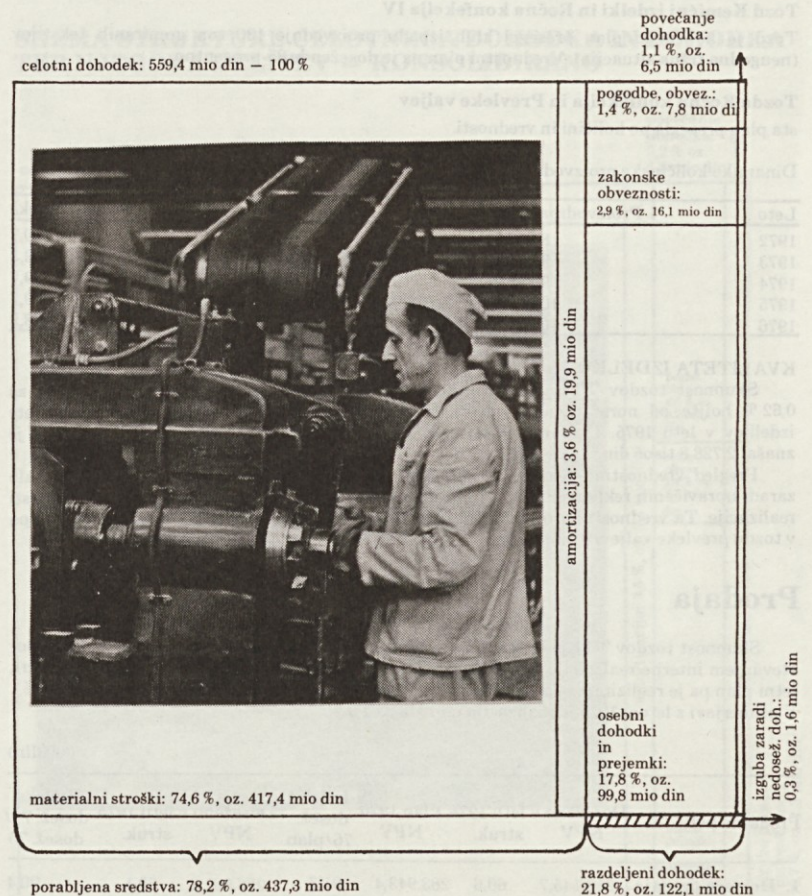 povečanje
dohodka:
1,1 %, oz.
6,5 mio din
celotni dohodek: 559,4 mio din — 100 %
pogodbe, obvez.:
1,4 %, oz. 7,8 mio di
zakonske
obveznosti:
2,9 %, oz. 16,1 mio din
amortizacija: 3,6 % oz. 19,9 mio din
osebni
dohodki
in
prejemki:
17,8 %, oz.
99,8 mio din
izguba zaradi
nedosež. doh.:
0,3 %, oz. 1,6 mio din
materialni stroški: 74,6 %, oz. 417,4 mio din
porabljena sredstva: 78,2 %, oz. 437,3 mio din
razdeljeni dohodek:
21,8 %, oz. 122,1 mio din